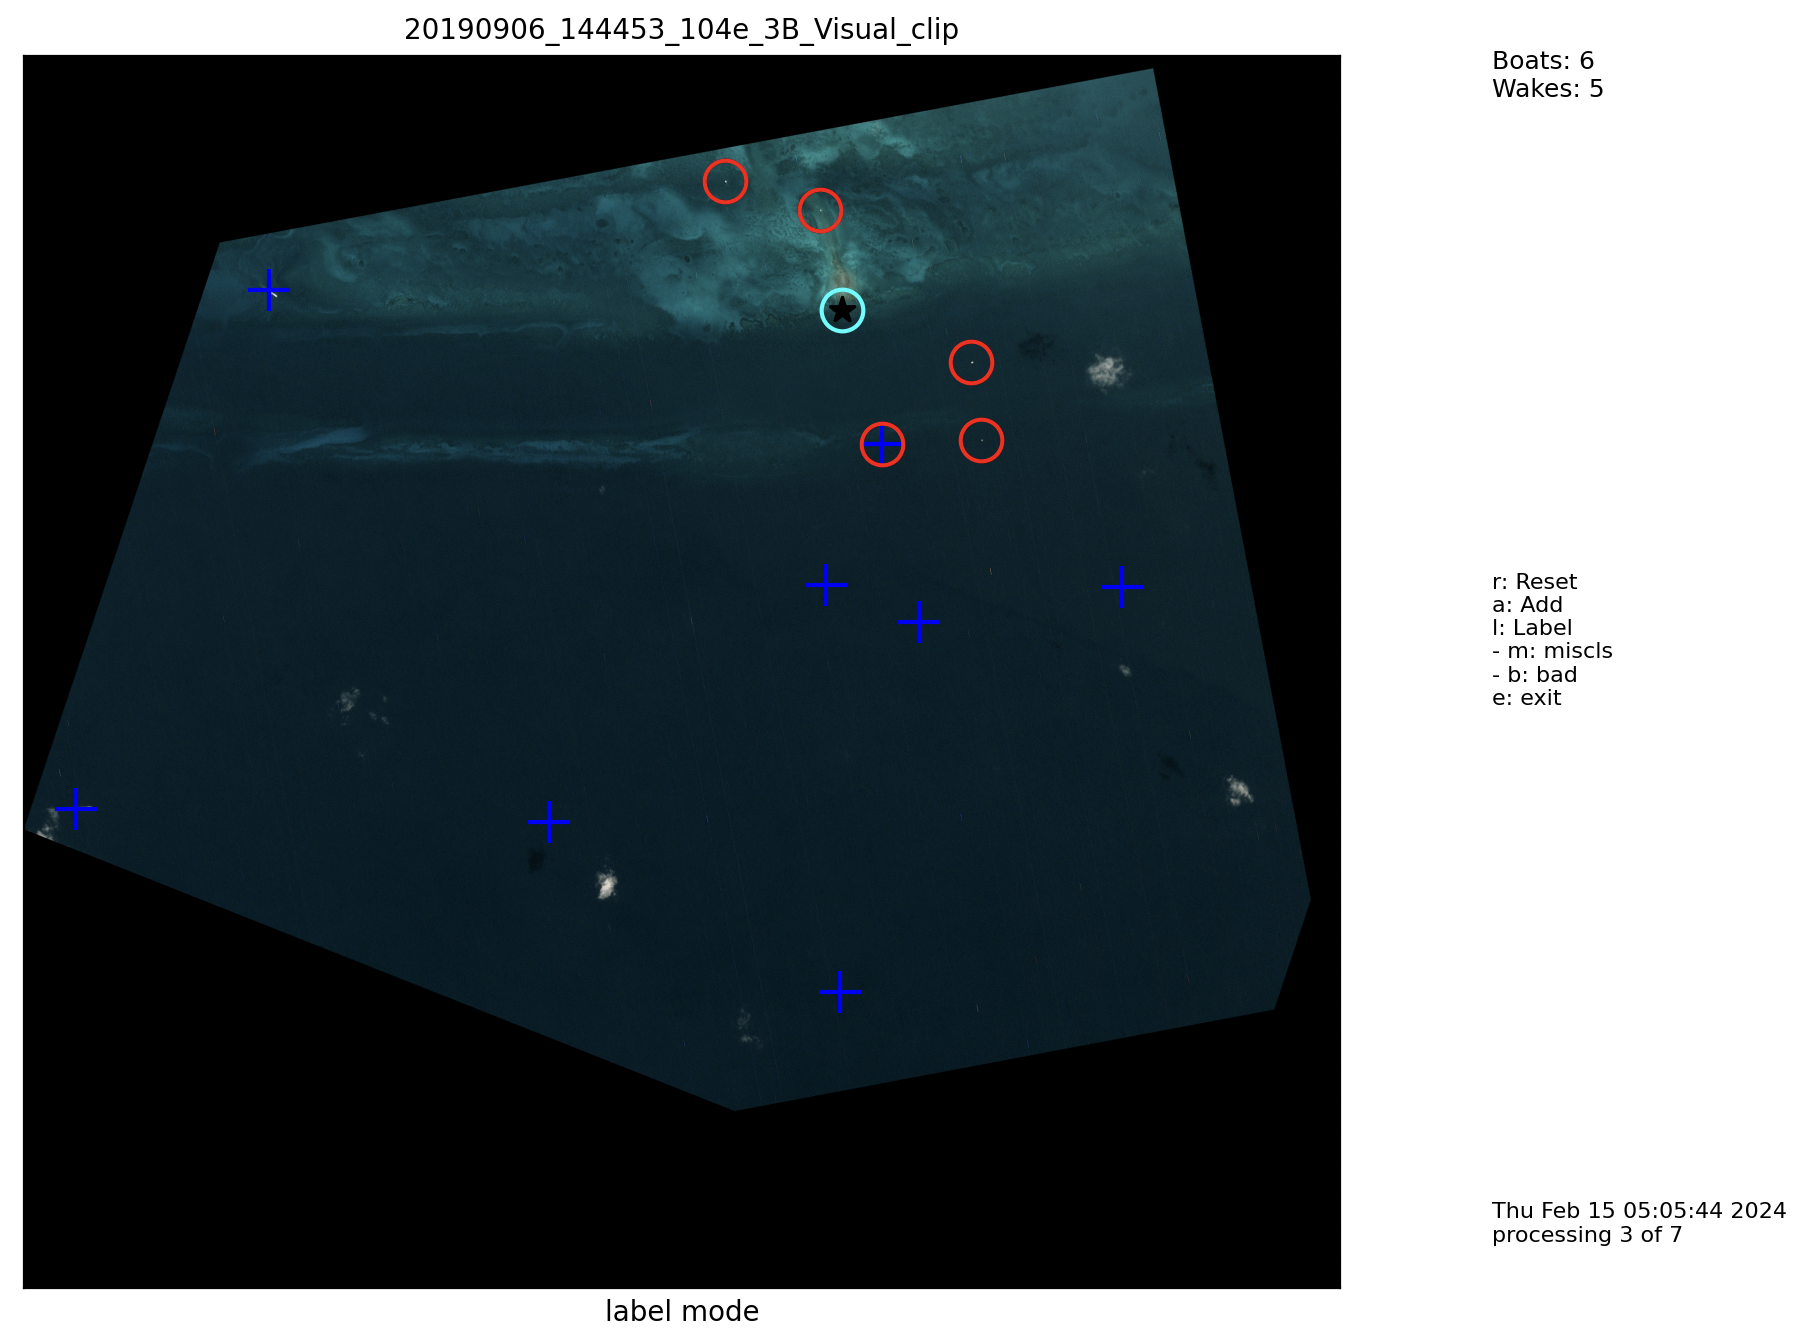 20190906_144453_104e_3B_Visual_clip
Boats: 6
Wakes: 5
r: Reset
a: Add
l: Label
- m: miscls
- b: bad
e: exit
Thu Feb 15 05:05:44 2024
processing 3 of 7
label mode